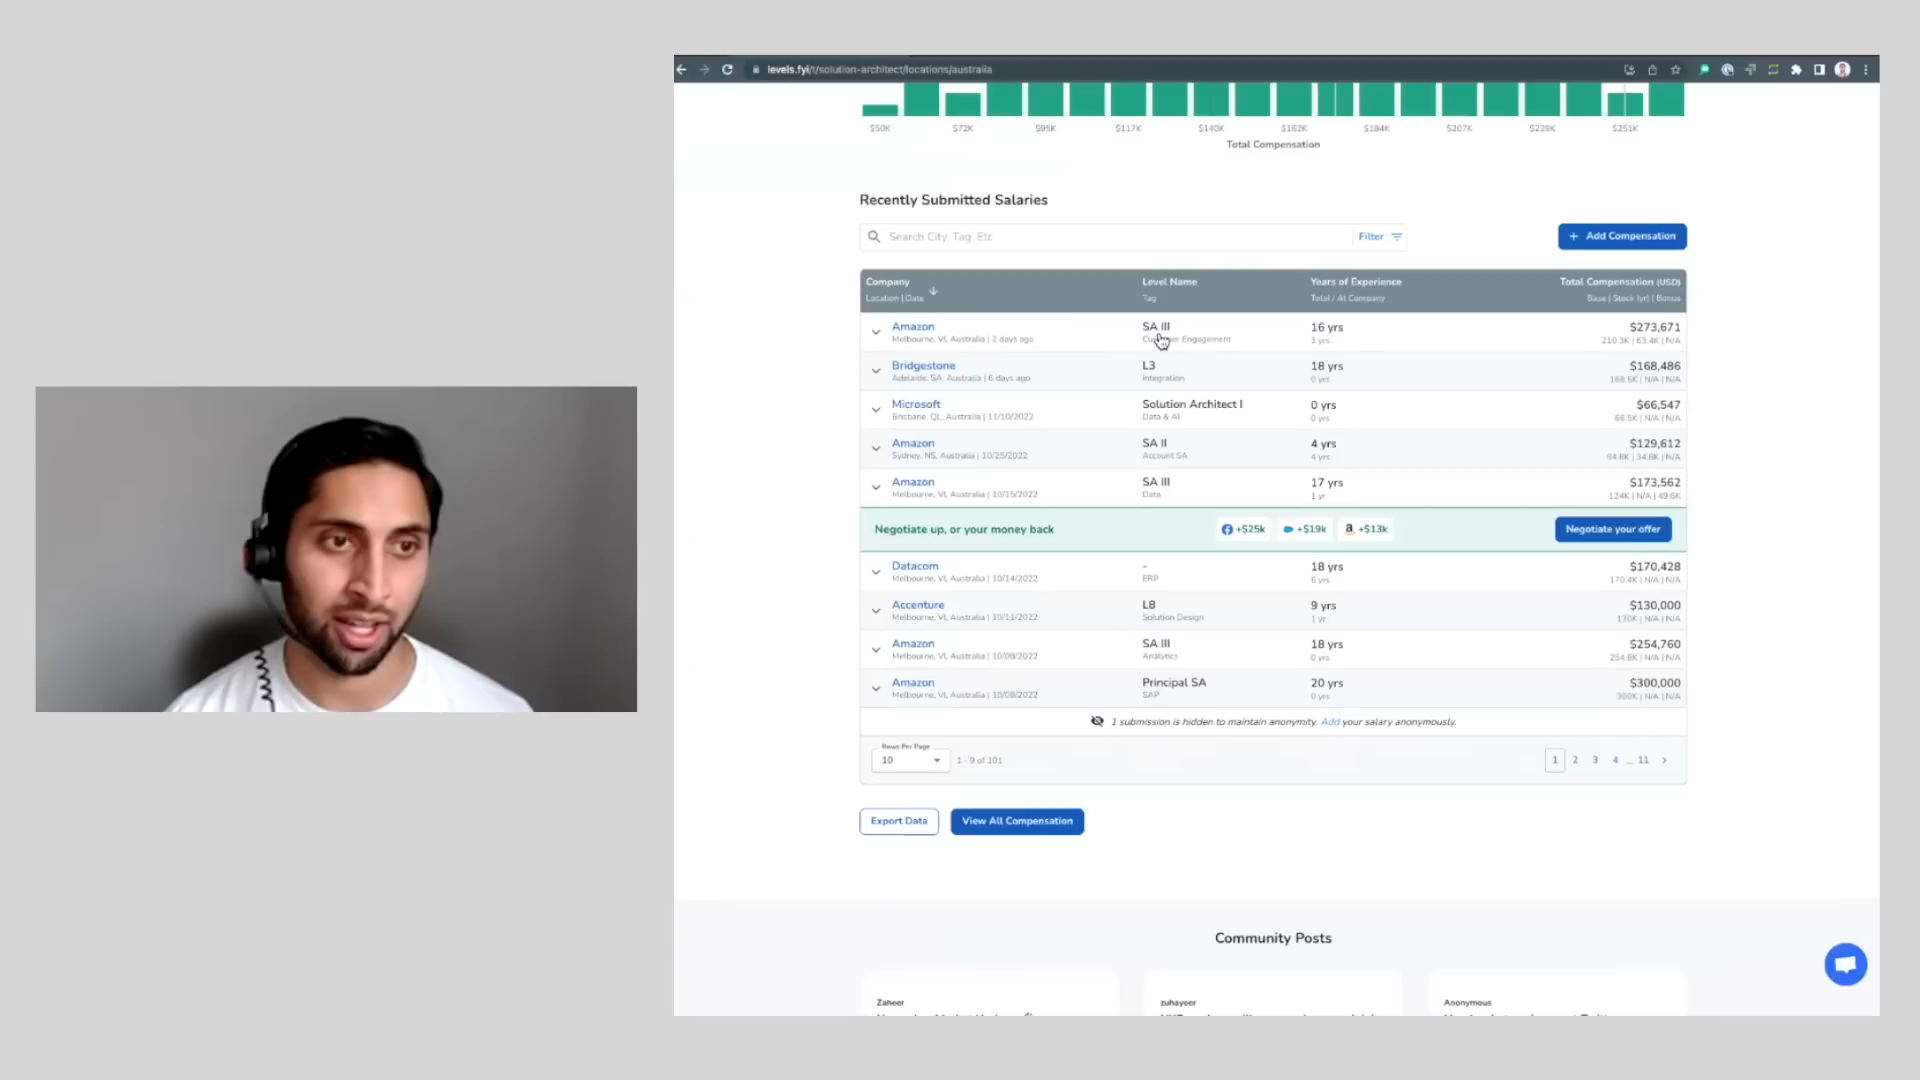 levels.fyi/t/solution-architect/locations/australia
$50K $72K $95K $117K $140K $162K $184K $207K $229K $251K
Total Compensation
Recently Submitted Salaries
Search City, Tag, Etc
Filter
+ Add Compensation
Company Level Name Years of Experience Total Compensation (USD)
Location | Date Tag Total / At Company Base | Stock (yr) | Bonus
Amazon SA III 16 yrs $273,671
Melbourne, VI, Australia | 2 days ago Engagement 3 yrs 210.3K | 63.4K | N/A
Bridgestone L3 18 yrs $168,486
Adelaide, SA, Australia | 6 days ago Integration 0 yrs 168.5K | N/A | N/A
Microsoft Solution Architect I 0 yrs $66,547
Brisbane, QL, Australia | 11/10/2022 Data & AI 0 yrs 66.5K | N/A | N/A
Amazon SA II 4 yrs $129,612
Sydney, NS, Australia | 10/25/2022 Account SA 4 yrs 34.8K | N/A
Amazon SA III 17 yrs $173,562
Melbourne, VI, Australia | 10/15/2022 Data 1 yr 124K | N/A | 49.6K
Negotiate up, or your money back +$25k +$19k +$13k Negotiate your offer
Datacom - 18 yrs $170,428
Melbourne, VI, Australia | 10/14/2022 ERP 6 yrs 170.4K | N/A | N/A
Accenture L8 9 yrs $130,000
Melbourne, VI, Australia | 10/11/2022 Solution Design 1 yr 130K | N/A | N/A
Amazon SA III 18 yrs $254,760
Melbourne, VI, Australia | 10/08/2022 Analytics 0 yrs 254.8K | N/A | N/A
Amazon Principal SA 20 yrs $300,000
Melbourne, VI, Australia | 10/08/2022 SAP 0 yrs 300K | N/A | N/A
1 submission is hidden to maintain anonymity. Add your salary anonymously.
Rows Per Page
10 1 - 9 of 101 1 2 3 4 ... 11 >
Export Data View All Compensation
Community Posts
Zaheer zuhayeer Anonymous